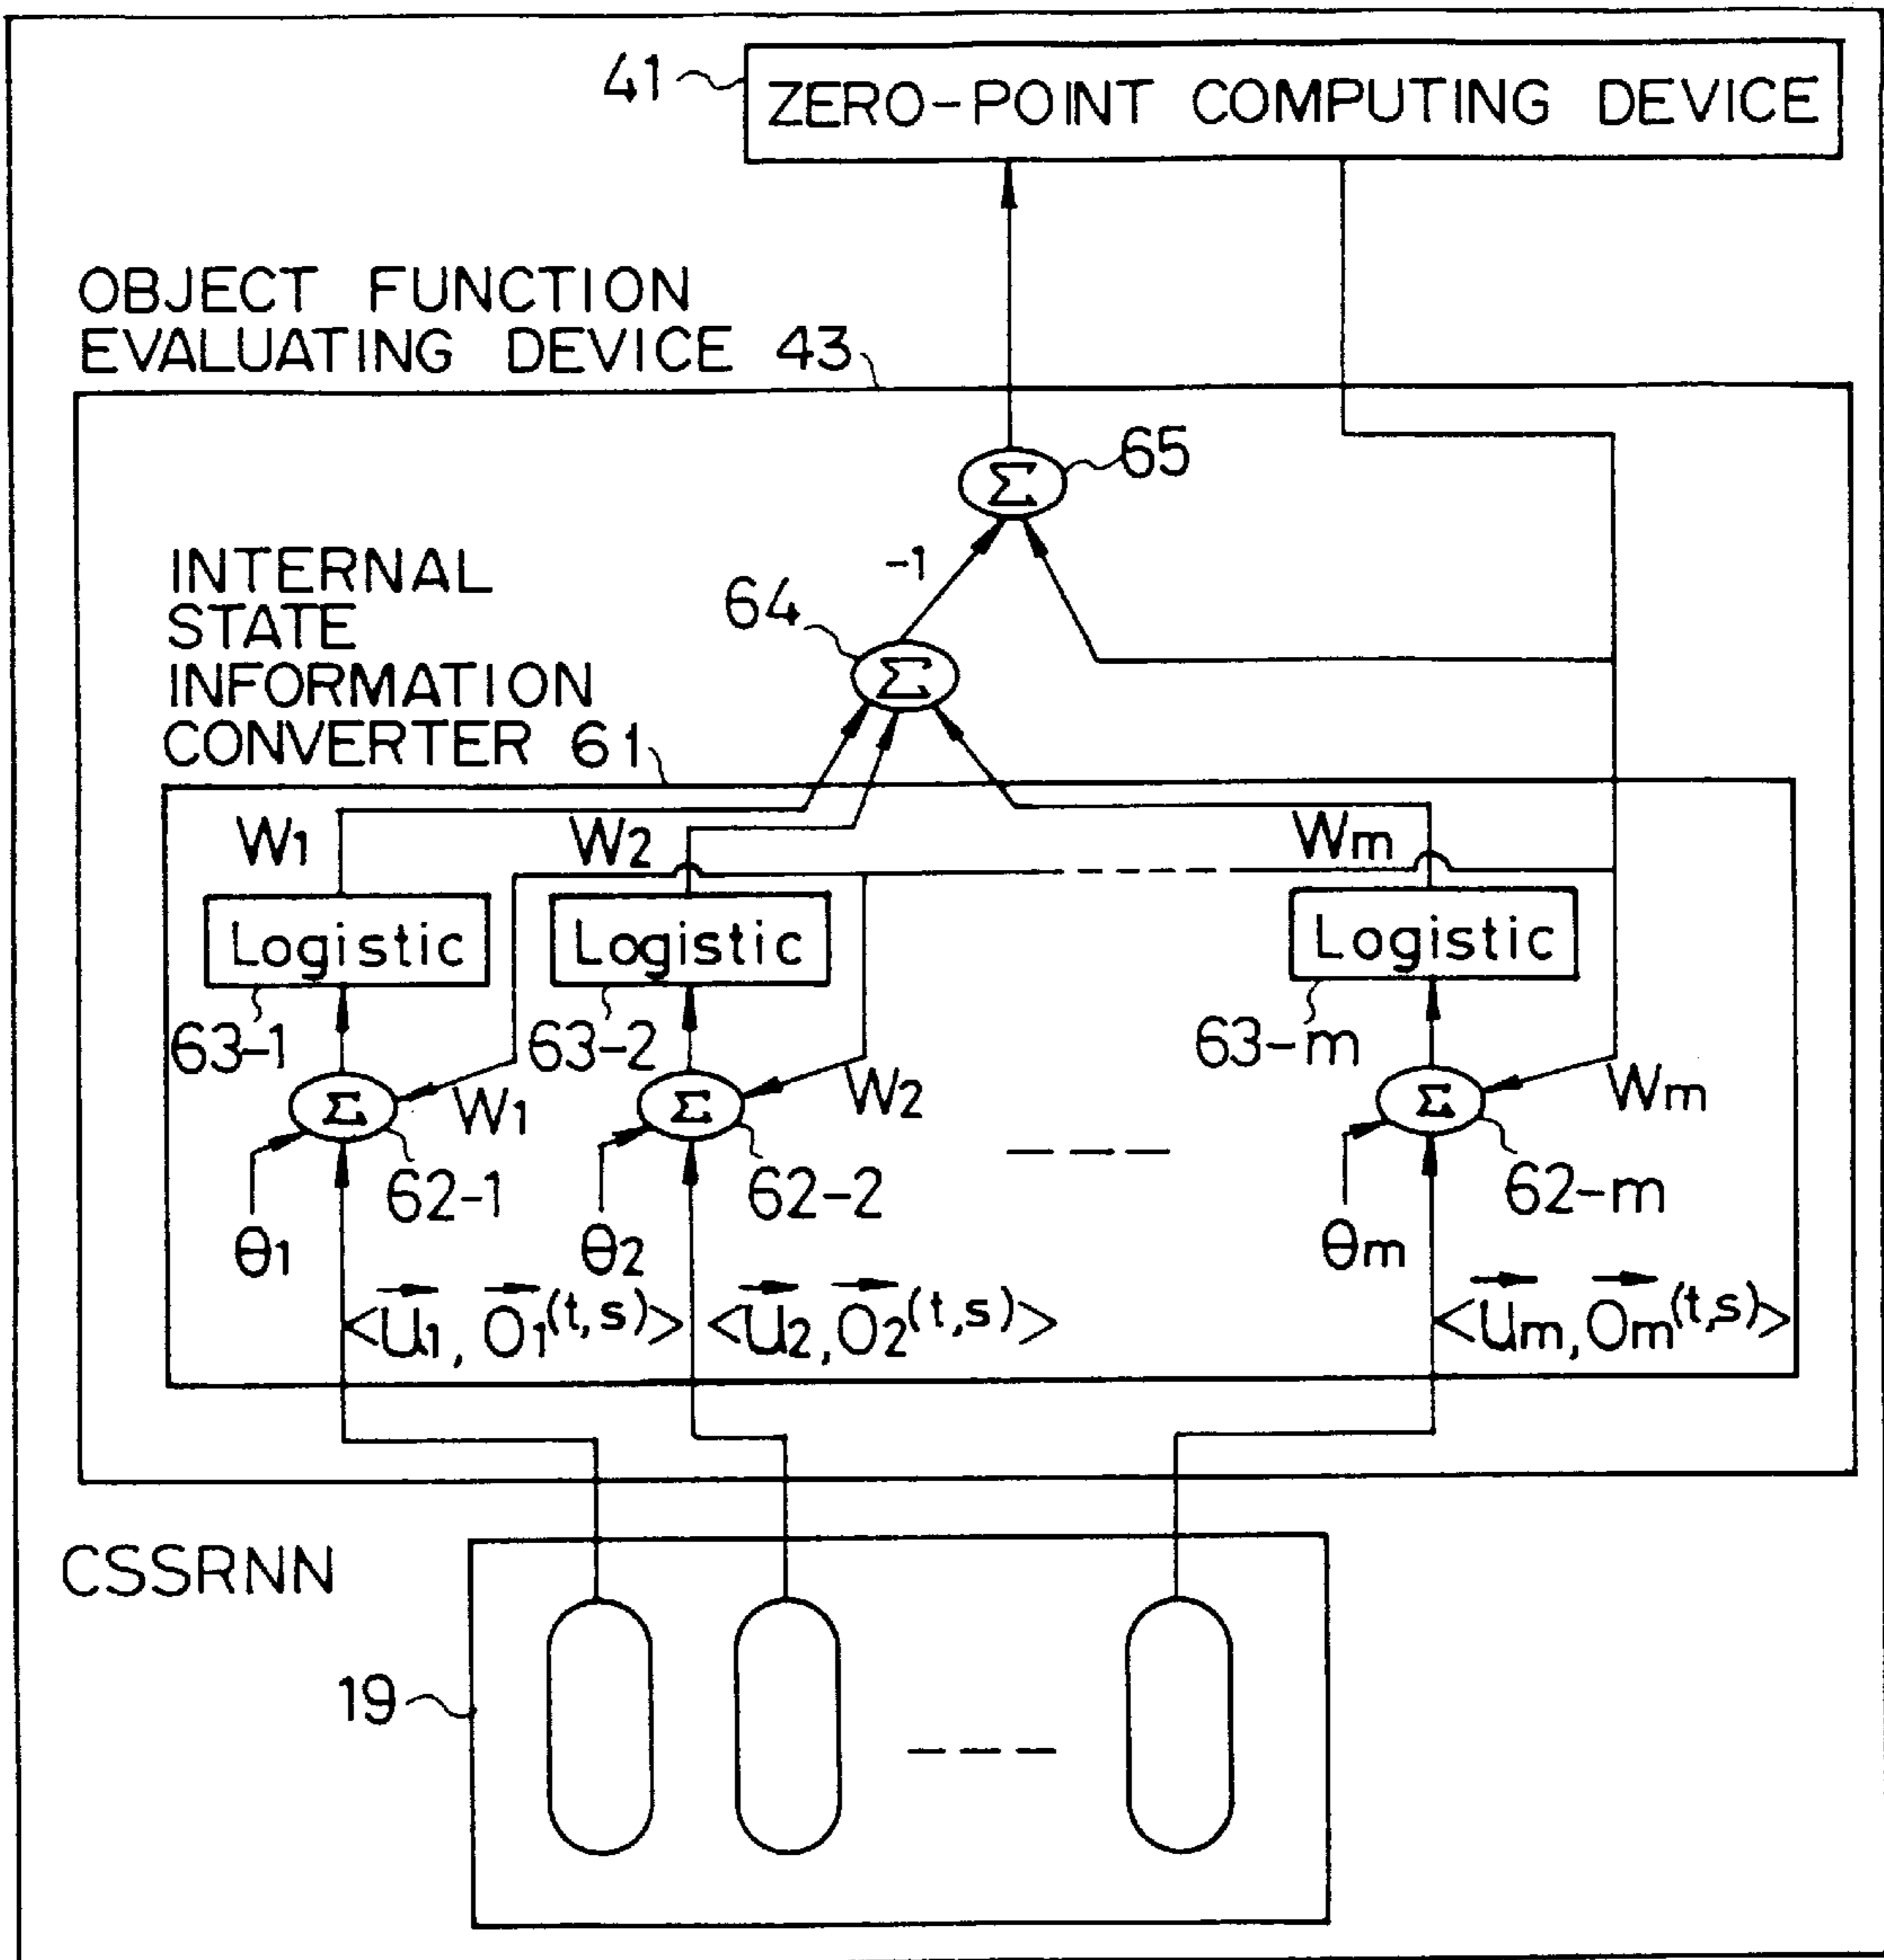 41
ZERO-POINT COMPUTING DEVICE
OBJECT FUNCTION
EVALUATING DEVICE 43
Σ
65
-1
INTERNAL
STATE
INFORMATION
CONVERTER 61
64
Σ
W1
W2
Wm
Logistic
Logistic
Logistic
63-1
63-2
63-m
Σ
W1
Σ
W2
Σ
Wm
62-1
62-2
62-m
θ1
θ2
θm
<u1, O1(t,s)>
<u2, O2(t,s)>
<um, Om(t,s)>
CSSRNN
19